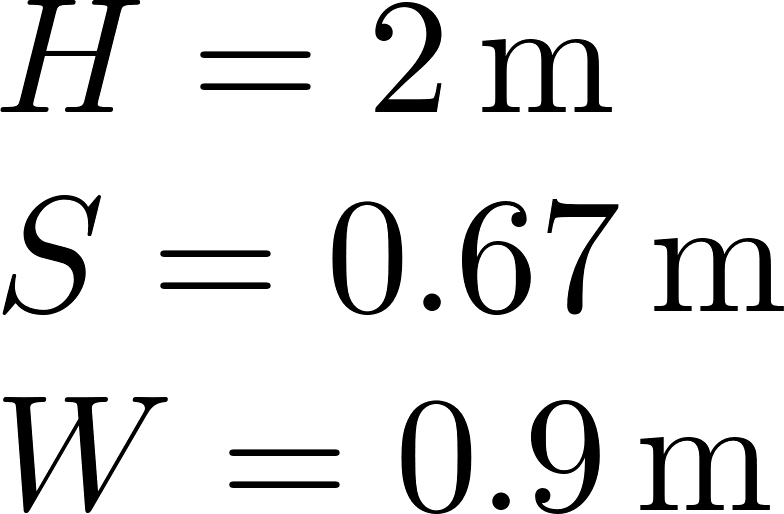 H = 2 m
S = 0.67 m
W = 0.9 m